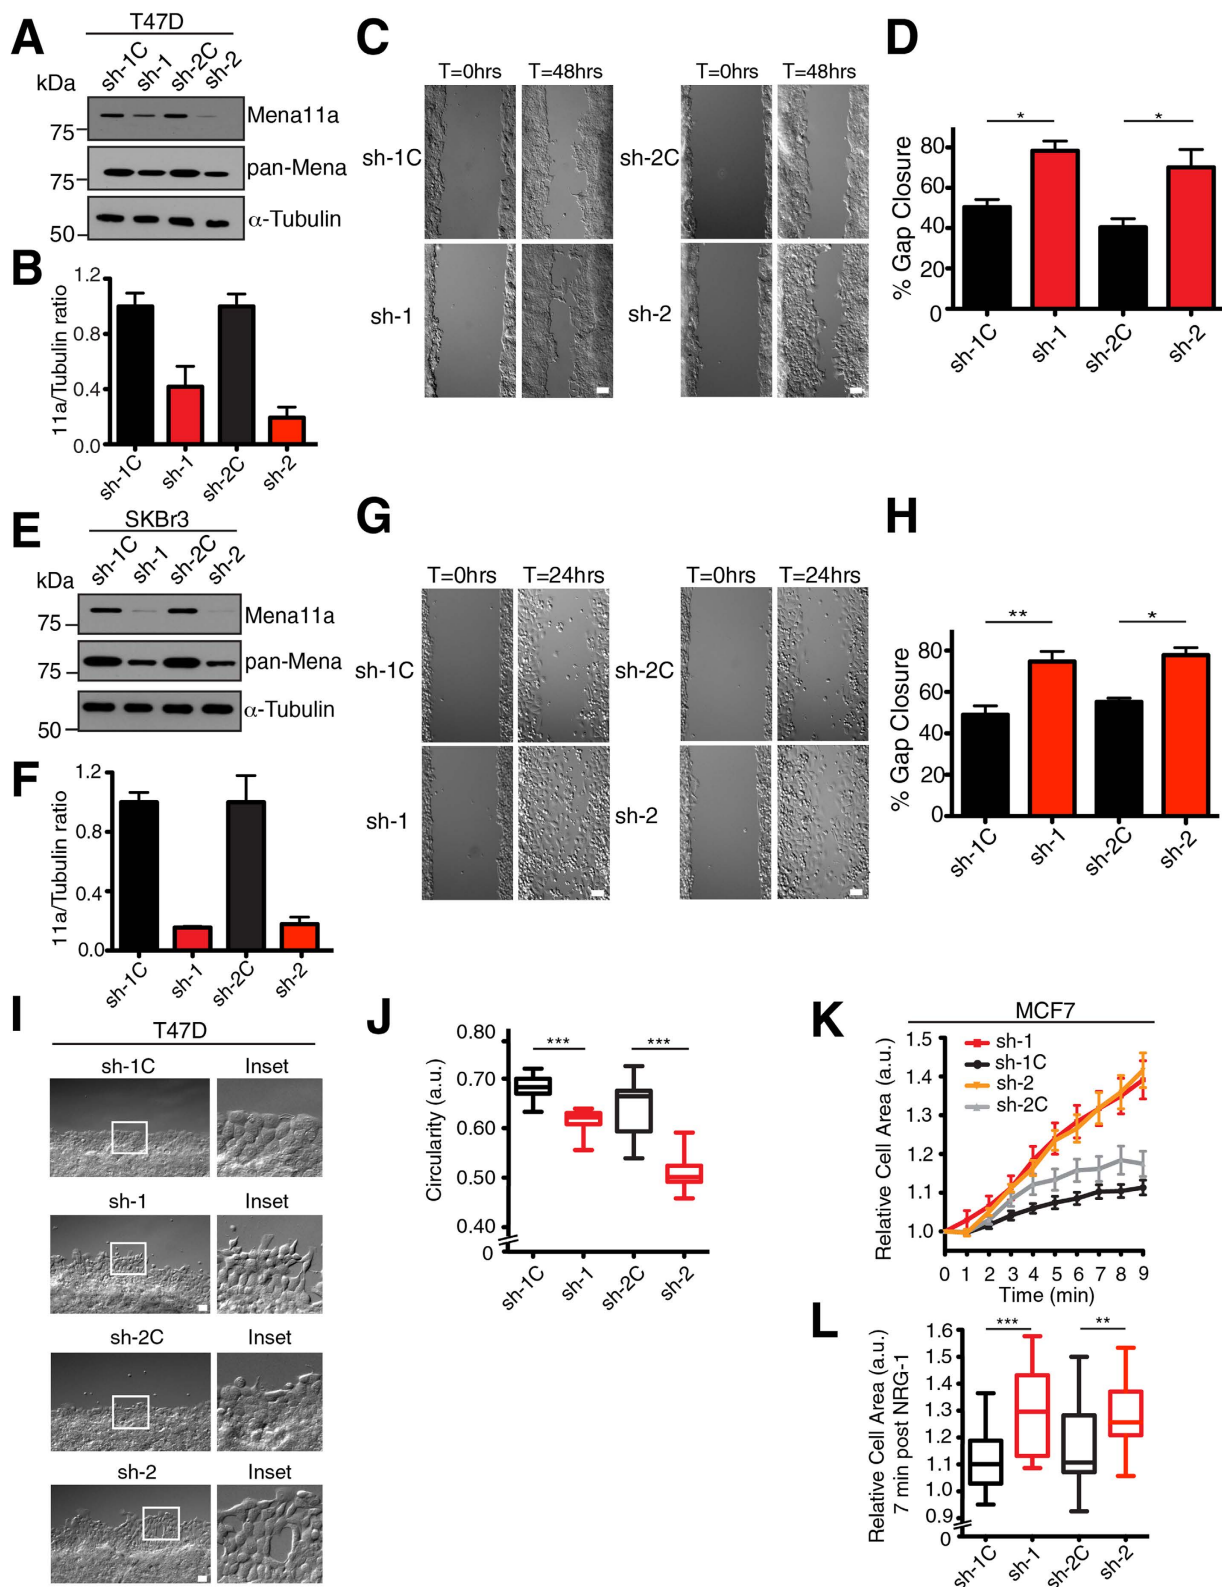 A
T47D
sh-1C sh-1 sh-2C sh-2
kDa
75
Mena11a
75
pan-Mena
50
α-Tubulin
B
11a/Tubulin ratio
1.2
0.8
0.4
0.0
sh-1C sh-1 sh-2C sh-2
C
T=0hrs T=48hrs T=0hrs T=48hrs
sh-1C sh-2C
sh-1 sh-2
D
% Gap Closure
80
60
40
20
0
* *
sh-1C sh-1 sh-2C sh-2
E
SKBr3
sh-1C sh-1 sh-2C sh-2
kDa
75
Mena11a
75
pan-Mena
50
α-Tubulin
F
11a/Tubulin ratio
1.2
0.8
0.4
0.0
sh-1C sh-1 sh-2C sh-2
G
T=0hrs T=24hrs T=0hrs T=24hrs
sh-1C sh-2C
sh-1 sh-2
H
% Gap Closure
80
60
40
20
0
** *
sh-1C sh-1 sh-2C sh-2
I
T47D
sh-1C Inset
sh-1 Inset
sh-2C Inset
sh-2 Inset
J
Circularity (a.u.)
0.80
0.70
0.60
0.50
0.40
0
*** ***
sh-1C sh-1 sh-2C sh-2
K
MCF7
Relative Cell Area (a.u.)
1.5
1.4
1.3
1.2
1.1
1.0
sh-1
sh-1C
sh-2
sh-2C
0 1 2 3 4 5 6 7 8 9
Time (min)
L
Relative Cell Area (a.u.)
7 min post NRG-1
1.6
1.5
1.4
1.3
1.2
1.1
1.0
0.9
0
*** **
sh-1C sh-1 sh-2C sh-2